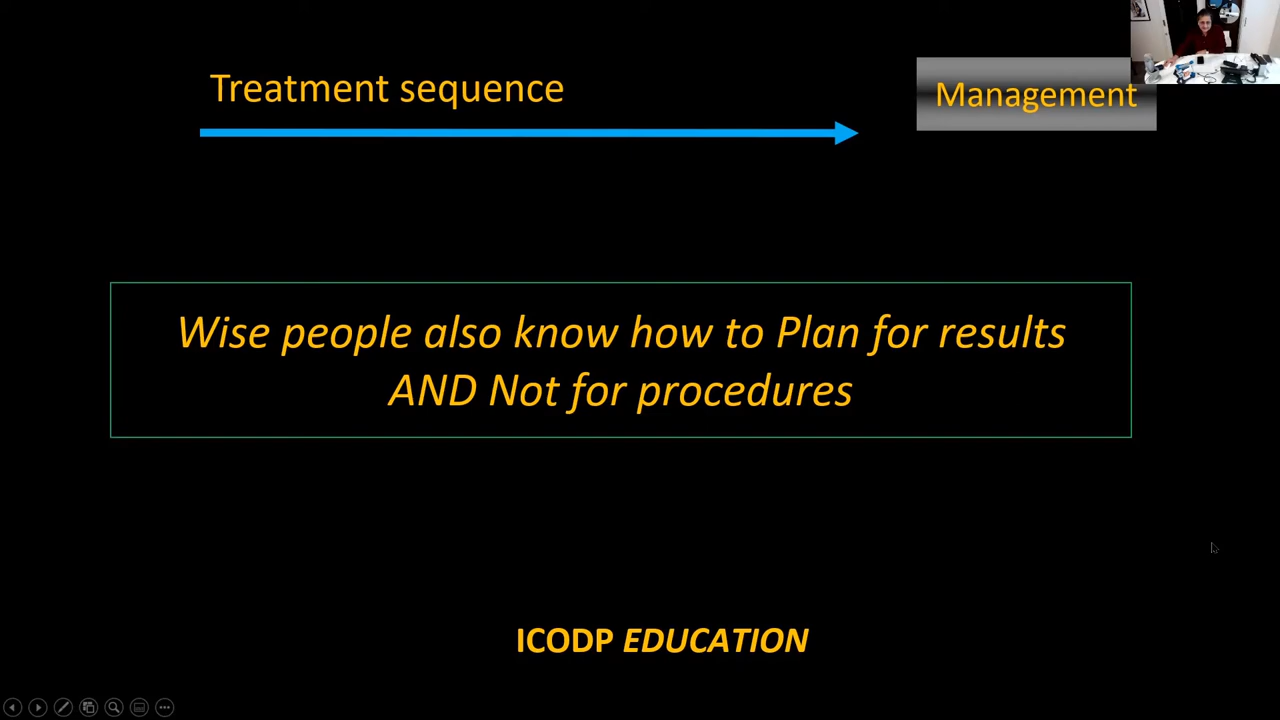 Treatment sequence
Management
Wise people also know how to Plan for results
AND Not for procedures
ICODP EDUCATION